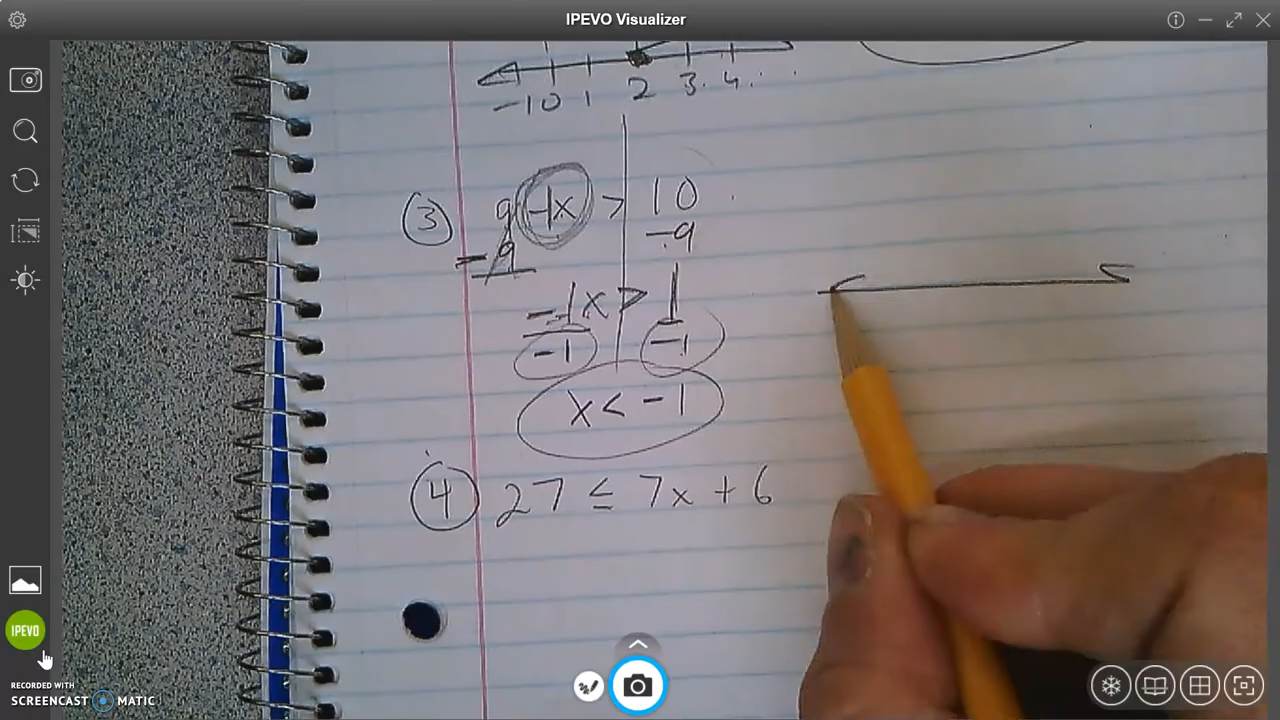 IPEVO Visualizer
-1 0 1 2 3. 4. . .
③ 9 -1x > 10
-9 -9
-1x > 1
-1 -1
x < -1
④ 27 ≤ 7x + 6
IPEVO
RECORDED WITH
SCREENCAST MATIC